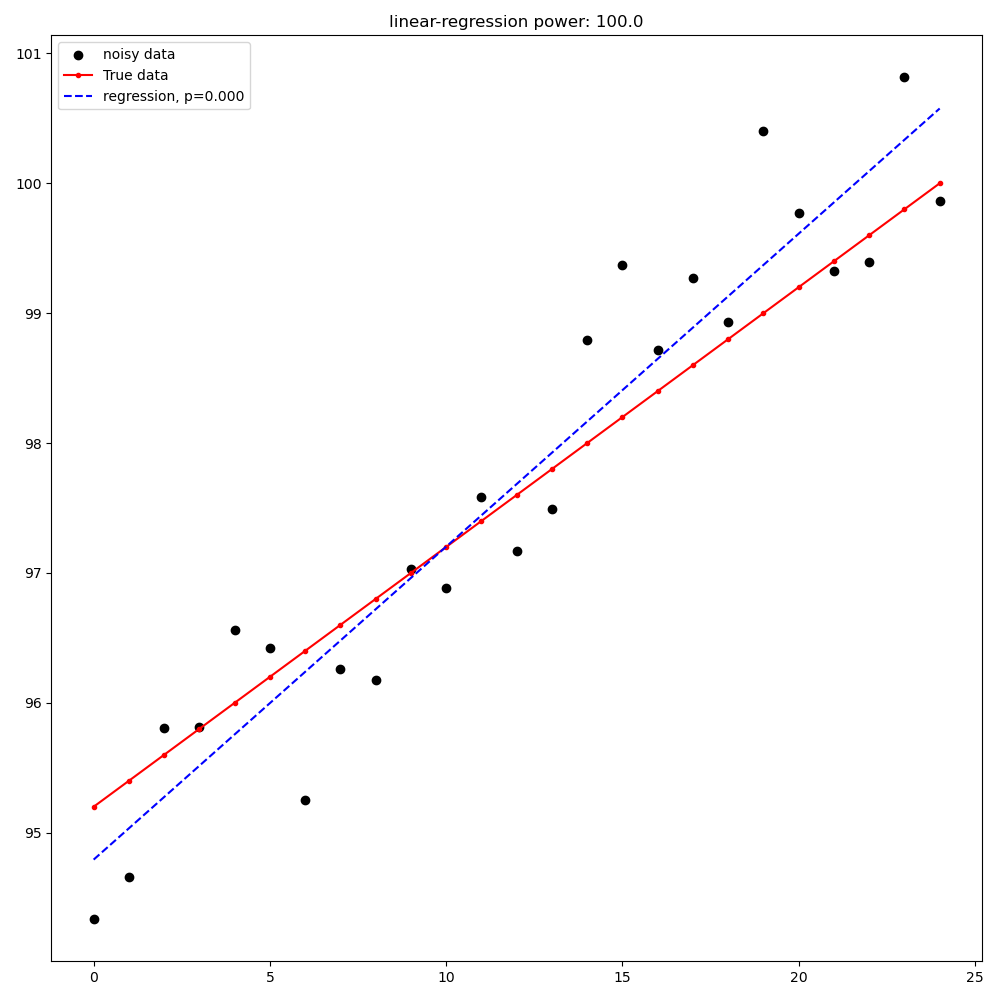 linear-regression power: 100.0
noisy data
True data
regression, p=0.000
101
100
99
98
97
96
95
0 5 10 15 20 25